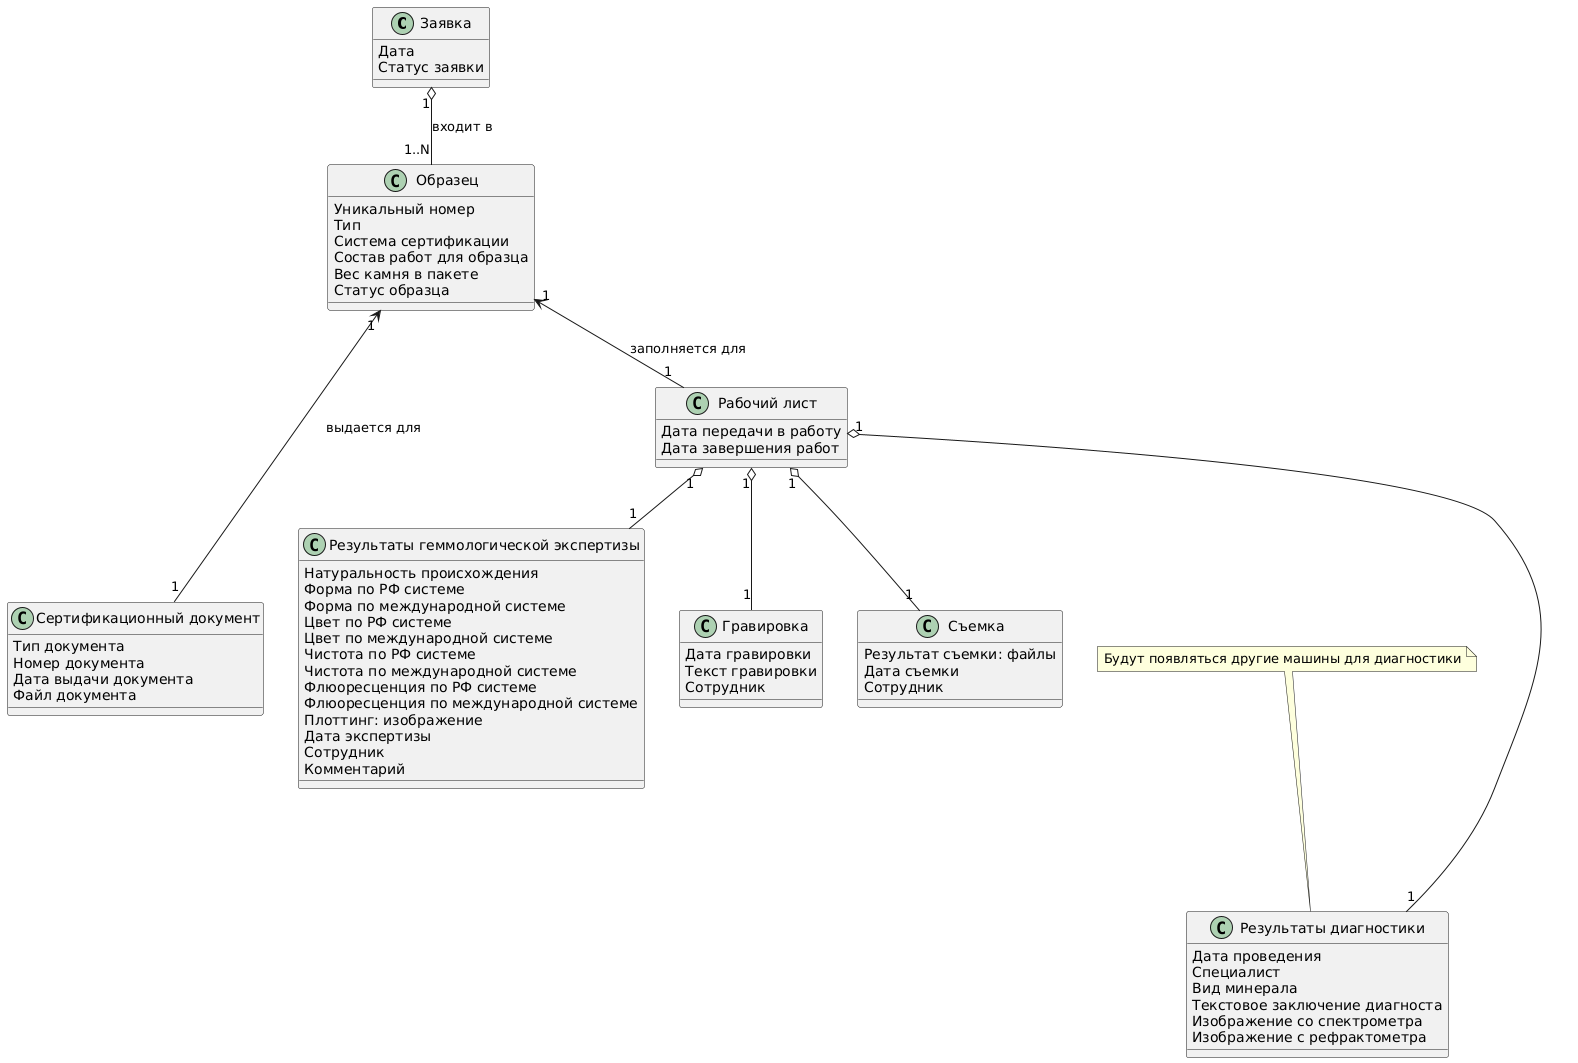 C Заявка
Дата
Статус заявки
1
входит в
1..N
C Образец
Уникальный номер
Тип
Система сертификации
Состав работ для образца
Вес камня в пакете
Статус образца
1
1
заполняется для
1
выдается для
1
C Рабочий лист
Дата передачи в работу
Дата завершения работ
1
1
1
1
1
C Результаты геммологической экспертизы
Натуральность происхождения
Форма по РФ системе
Форма по международной системе
Цвет по РФ системе
Цвет по международной системе
Чистота по РФ системе
Чистота по международной системе
Флюоресценция по РФ системе
Флюоресценция по международной системе
Плоттинг: изображение
Дата экспертизы
Сотрудник
Комментарий
C Сертификационный документ
Тип документа
Номер документа
Дата выдачи документа
Файл документа
1
C Гравировка
Дата гравировки
Текст гравировки
Сотрудник
1
C Съемка
Результат съемки: файлы
Дата съемки
Сотрудник
Будут появляться другие машины для диагностики
1
C Результаты диагностики
Дата проведения
Специалист
Вид минерала
Текстовое заключение диагноста
Изображение со спектрометра
Изображение с рефрактометра